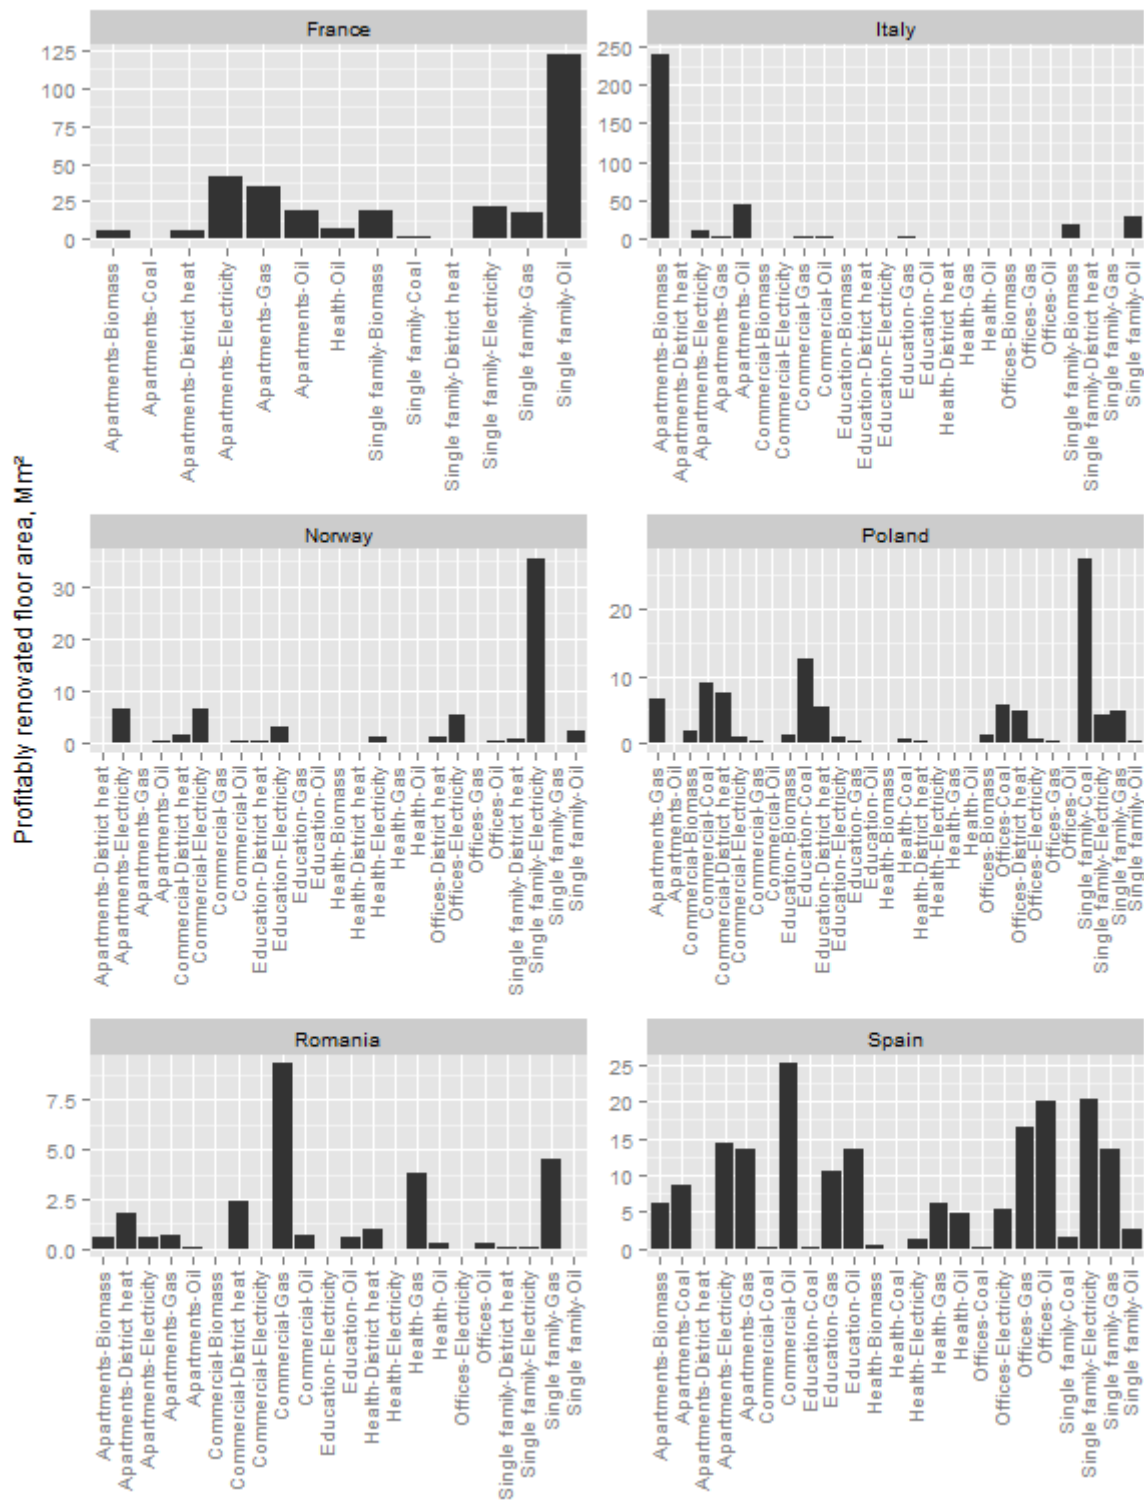 Profitably renovated floor area, Mm²
France
125
100
75
50
25
0
Apartments-Biomass
Apartments-Coal
Apartments-District heat
Apartments-Electricity
Apartments-Gas
Apartments-Oil
Health-Oil
Single family-Biomass
Single family-Coal
Single family-District heat
Single family-Electricity
Single family-Gas
Single family-Oil
Italy
250
200
150
100
50
0
Apartments-Biomass
Apartments-District heat
Apartments-Electricity
Apartments-Gas
Apartments-Oil
Commercial-Biomass
Commercial-Electricity
Commercial-Gas
Commercial-Oil
Education-Biomass
Education-District heat
Education-Electricity
Education-Gas
Education-Oil
Health-District heat
Health-Gas
Health-Oil
Offices-Biomass
Offices-Gas
Offices-Oil
Single family-Biomass
Single family-District heat
Single family-Gas
Single family-Oil
Norway
30
20
10
0
Apartments-District heat
Apartments-Electricity
Apartments-Gas
Apartments-Oil
Commercial-District heat
Commercial-Electricity
Commercial-Gas
Commercial-Oil
Education-District heat
Education-Electricity
Education-Gas
Education-Oil
Health-Biomass
Health-District heat
Health-Electricity
Health-Gas
Health-Oil
Offices-District heat
Offices-Electricity
Offices-Gas
Offices-Oil
Single family-District heat
Single family-Electricity
Single family-Gas
Single family-Oil
Poland
20
10
0
Apartments-Gas
Apartments-Oil
Commercial-Biomass
Commercial-Coal
Commercial-District heat
Commercial-Electricity
Commercial-Gas
Commercial-Oil
Education-Biomass
Education-Coal
Education-District heat
Education-Electricity
Education-Gas
Education-Oil
Health-Biomass
Health-Coal
Health-District heat
Health-Electricity
Health-Gas
Health-Oil
Offices-Biomass
Offices-Coal
Offices-District heat
Offices-Electricity
Offices-Gas
Offices-Oil
Single family-Coal
Single family-Electricity
Single family-Gas
Single family-Oil
Romania
7.5
5.0
2.5
0.0
Apartments-Biomass
Apartments-District heat
Apartments-Electricity
Apartments-Gas
Apartments-Oil
Commercial-Biomass
Commercial-District heat
Commercial-Electricity
Commercial-Gas
Commercial-Oil
Education-Electricity
Education-Oil
Health-District heat
Health-Electricity
Health-Gas
Health-Oil
Offices-Electricity
Offices-Oil
Single family-District heat
Single family-Electricity
Single family-Gas
Single family-Oil
Spain
25
20
15
10
5
0
Apartments-Biomass
Apartments-Coal
Apartments-District heat
Apartments-Electricity
Apartments-Gas
Commercial-Coal
Commercial-Oil
Education-Coal
Education-Gas
Education-Oil
Health-Biomass
Health-Coal
Health-Electricity
Health-Gas
Health-Oil
Offices-Coal
Offices-Electricity
Offices-Gas
Offices-Oil
Single family-Coal
Single family-Electricity
Single family-Gas
Single family-Oil